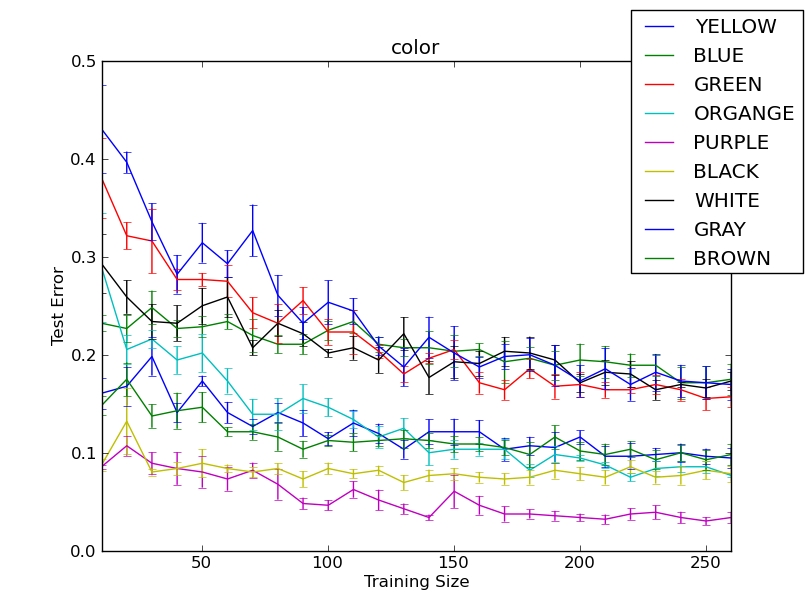 color
YELLOW
BLUE
GREEN
ORGANGE
PURPLE
BLACK
WHITE
GRAY
BROWN
Test Error
0.5
0.4
0.3
0.2
0.1
0.0
50
100
150
200
250
Training Size